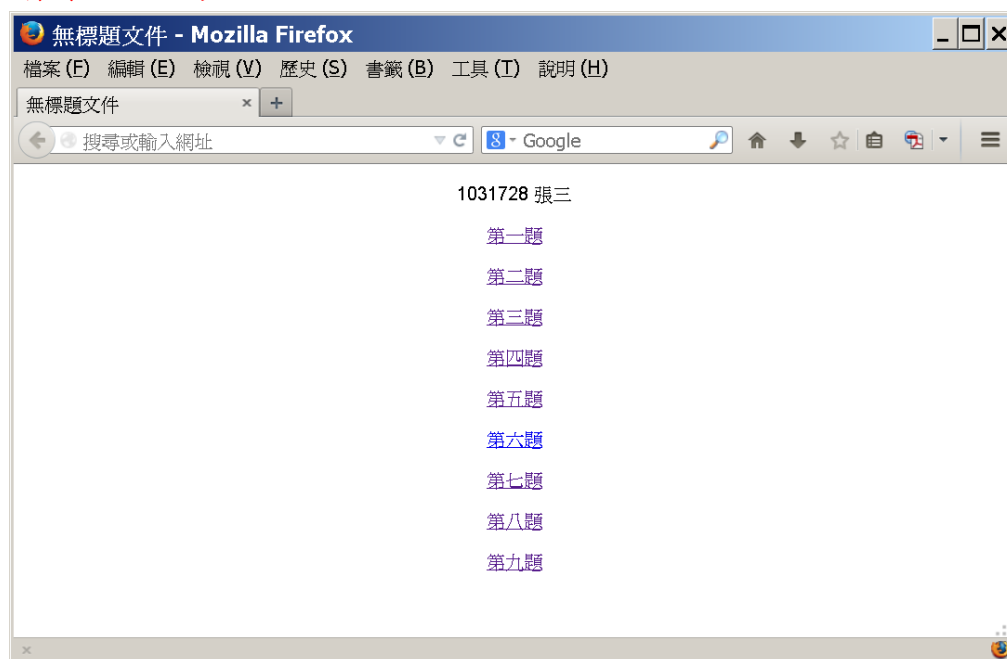 無標題文件 - Mozilla Firefox
檔案(F) 編輯(E) 檢視(V) 歷史(S) 書籤(B) 工具(T) 說明(H)
無標題文件
搜尋或輸入網址 8 Google
1031728 張三
第一題
第二題
第三題
第四題
第五題
第六題
第七題
第八題
第九題